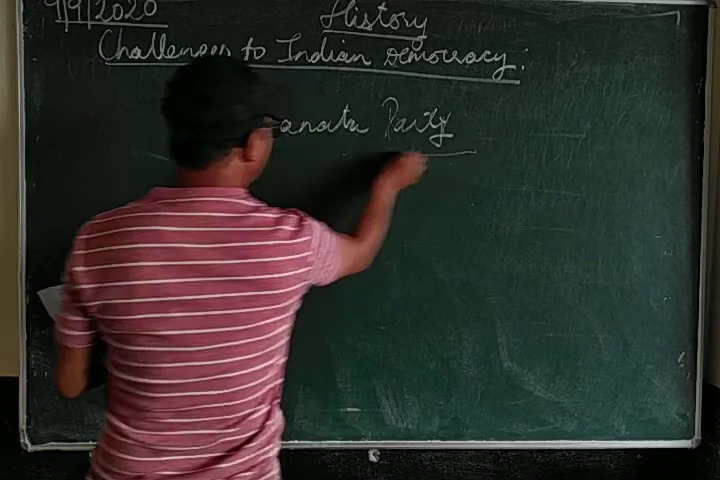 9/9/2020 History
Challenges to Indian Democracy:
anata Party